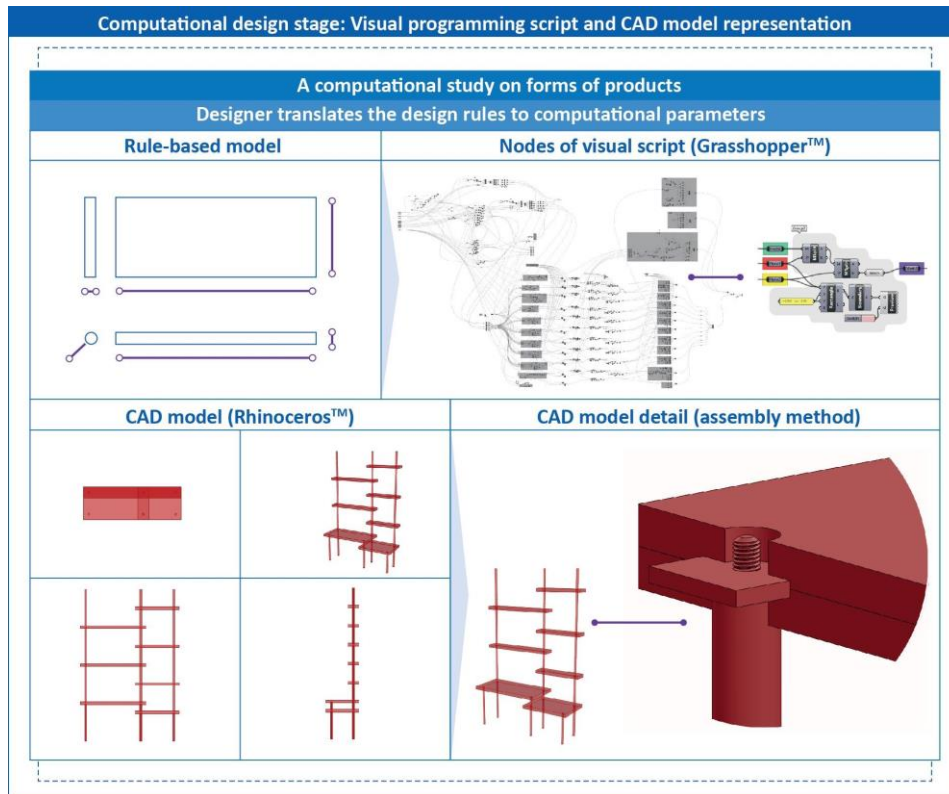 Computational design stage: Visual programming script and CAD model representation
A computational study on forms of products
Designer translates the design rules to computational parameters
Rule-based model
Nodes of visual script (Grasshopper™)
CAD model (Rhinoceros™)
CAD model detail (assembly method)